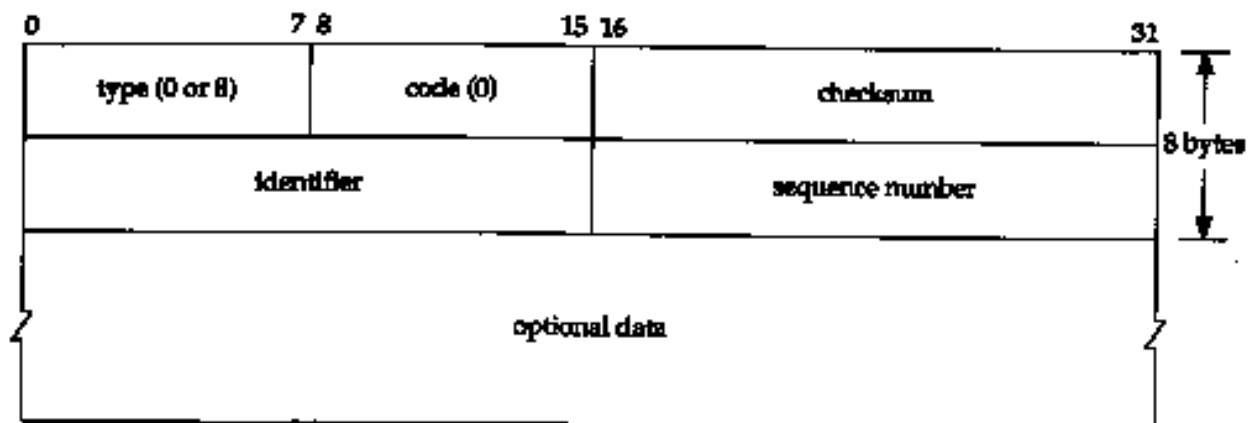 0 7 8 15 16 31
type (0 or 8) code (0) checksum
8 bytes
identifier sequence number
optional data